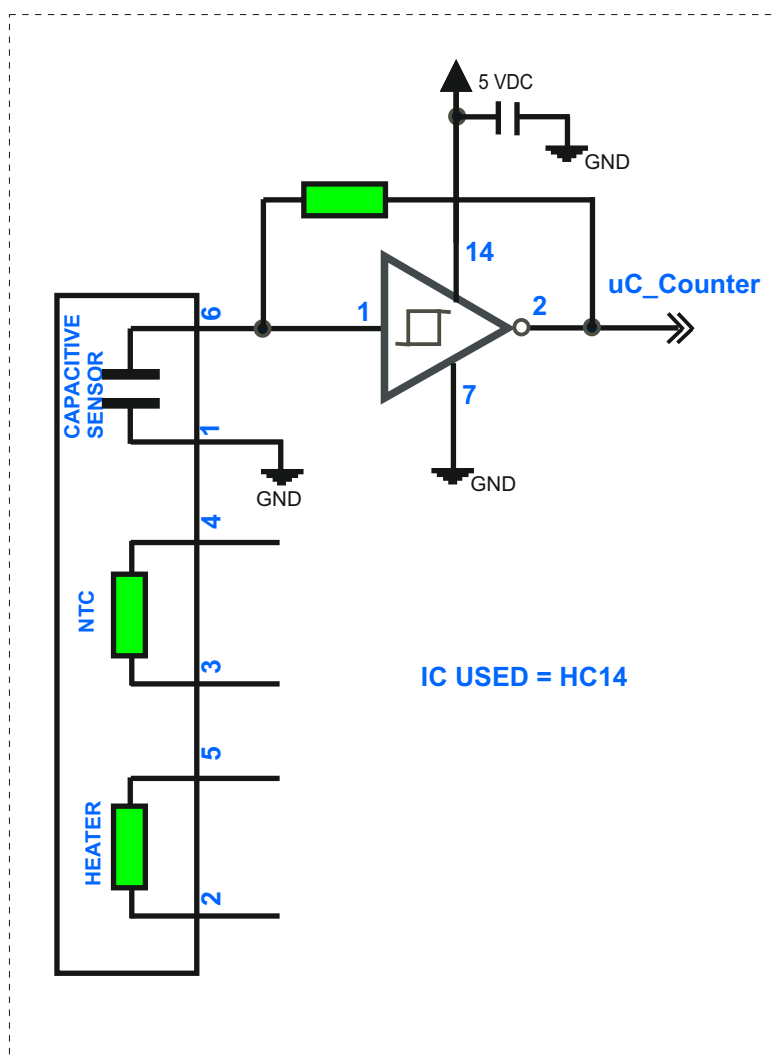 5 VDC
GND
14
uC_Counter
1
2
6
CAPACITIVE
SENSOR
7
1
GND
GND
4
NTC
3
IC USED = HC14
5
HEATER
2